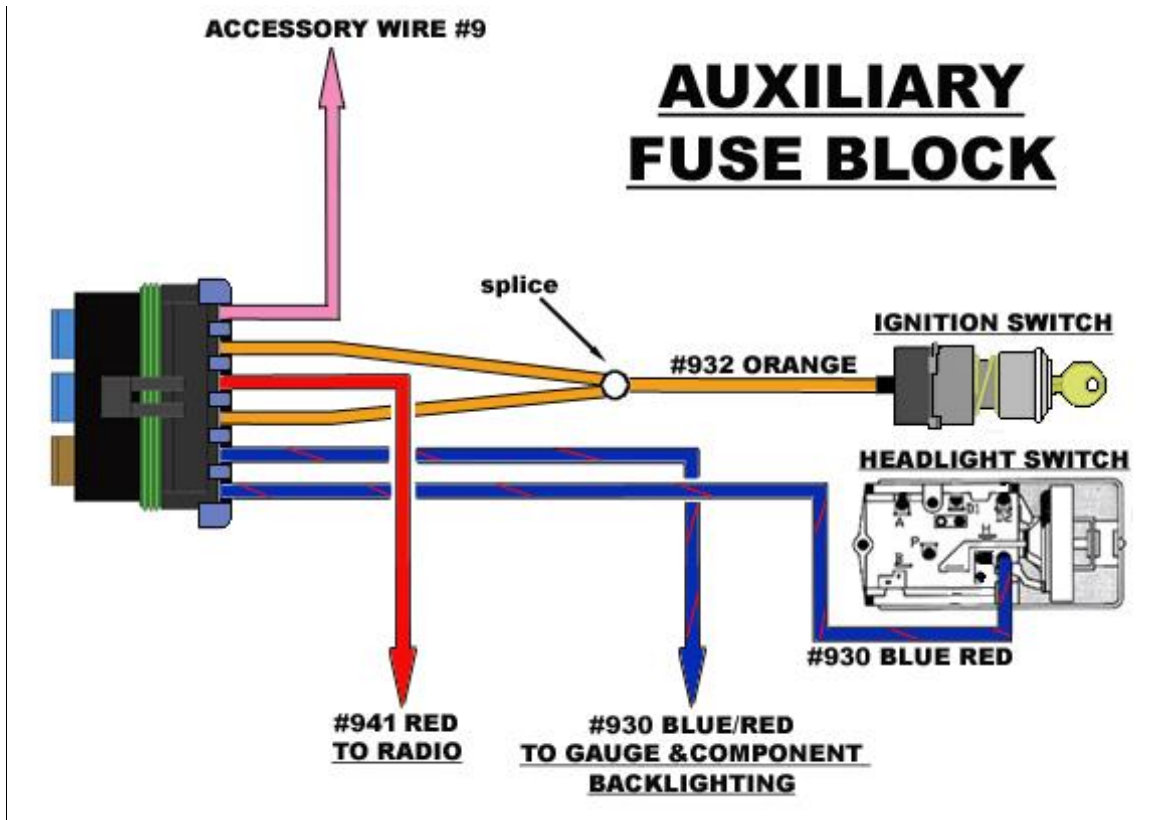 ACCESSORY WIRE #9
AUXILIARY
FUSE BLOCK
splice
IGNITION SWITCH
#932 ORANGE
HEADLIGHT SWITCH
D1
A
H
P
#930 BLUE RED
#941 RED
TO RADIO
#930 BLUE/RED
TO GAUGE &COMPONENT
BACKLIGHTING